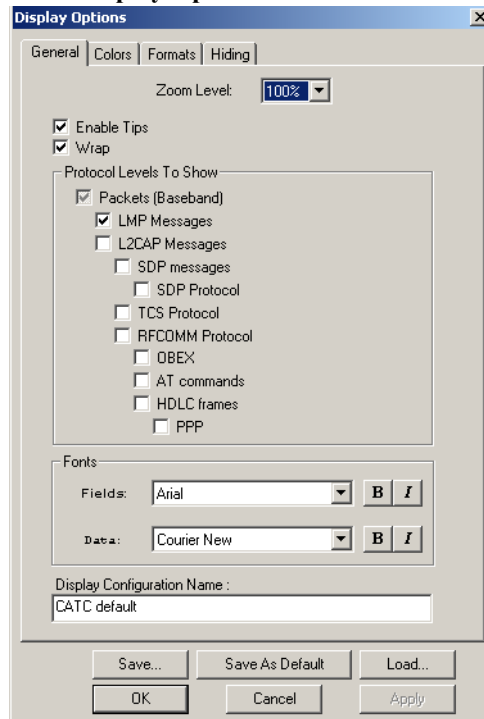 Display Options
General Colors Formats Hiding
Zoom Level: 100%
Enable Tips
Wrap
Protocol Levels To Show
Packets (Baseband)
LMP Messages
L2CAP Messages
SDP messages
SDP Protocol
TCS Protocol
RFCOMM Protocol
OBEX
AT commands
HDLC frames
PPP
Fonts
Fields: Arial B I
Data: Courier New B I
Display Configuration Name :
CATC default
Save... Save As Default Load...
OK Cancel Apply